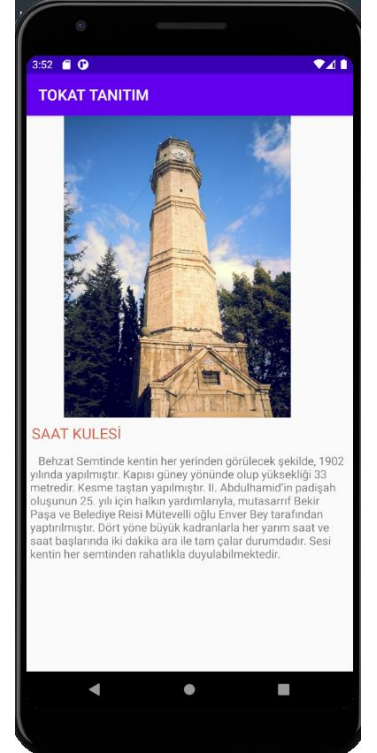 3:52
TOKAT TANITIM
SAAT KULESİ
Behzat Semtinde kentin her yerinden görülecek şekilde, 1902
yılında yapılmıştır. Kapısı güney yönünde olup yüksekliği 33
metredir. Kesme taştan yapılmıştır. II. Abdulhamid'in padişah
oluşunun 25. yılı için halkın yardımlarıyla, mutasarrıf Bekir
Paşa ve Belediye Reisi Mütevelli oğlu Enver Bey tarafından
yaptırılmıştır. Dört yöne büyük kadranlarla her yarım saat ve
saat başlarında iki dakika ara ile tam çalar durumdadır. Sesi
kentin her semtinden rahatlıkla duyulabilmektedir.